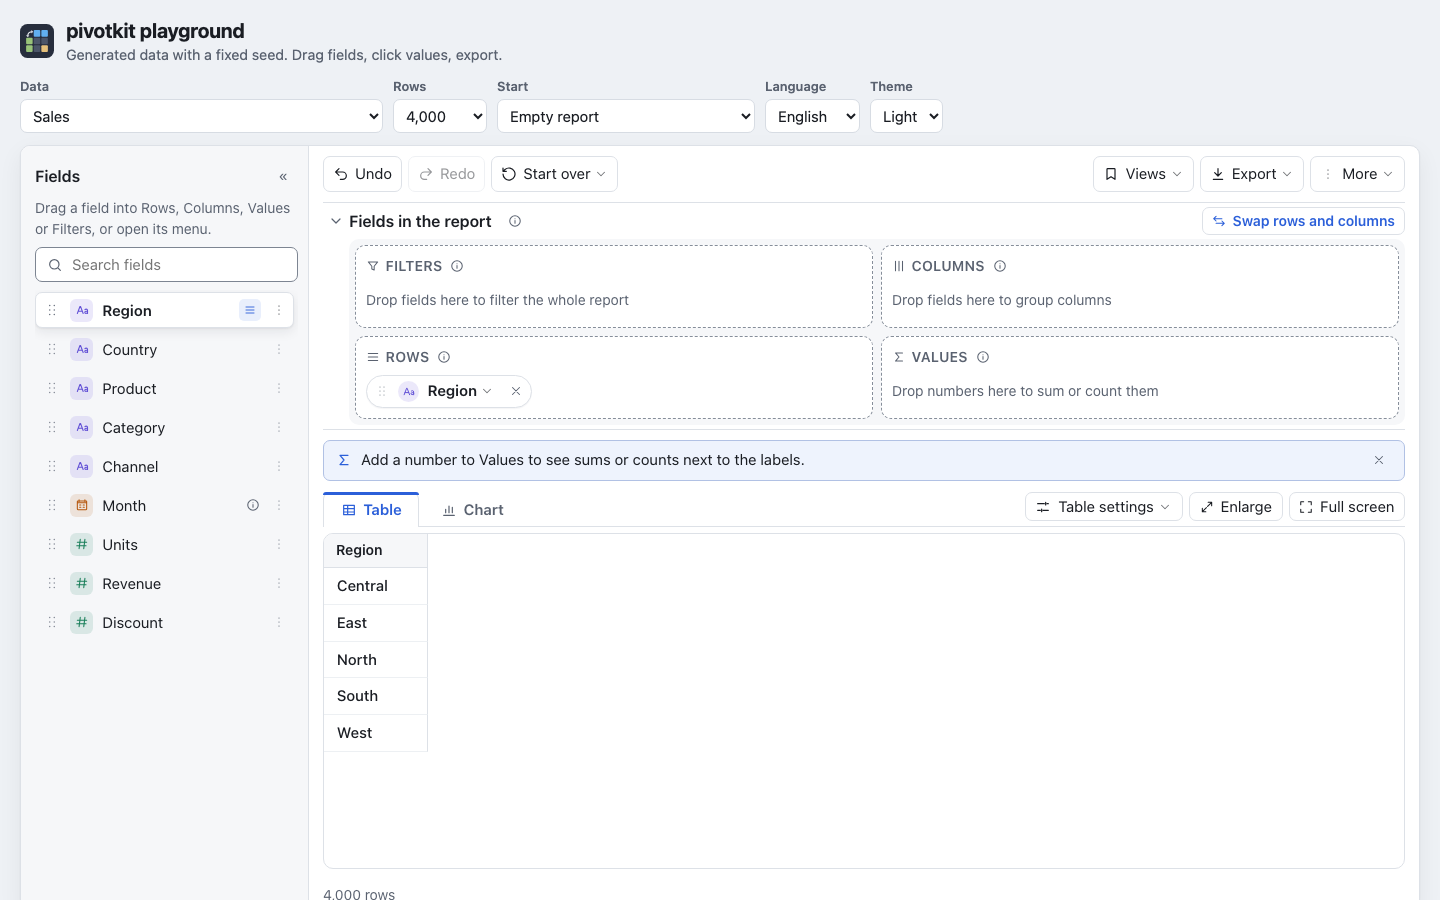 pivotkit playground
Generated data with a fixed seed. Drag fields, click values, export.
Data
Rows
Start
Language
Theme
Sales
4,000
Empty report
English
Light
Fields
«
Drag a field into Rows, Columns, Values
or Filters, or open its menu.
Search fields
Aa Region
Aa Country
Aa Product
Aa Category
Aa Channel
Month
# Units
# Revenue
# Discount
Undo
Redo
Start over
Views
Export
More
Fields in the report
Swap rows and columns
FILTERS
Drop fields here to filter the whole report
COLUMNS
Drop fields here to group columns
ROWS
Aa Region
Σ VALUES
Drop numbers here to sum or count them
Σ Add a number to Values to see sums or counts next to the labels.
Table
Chart
Table settings
Enlarge
Full screen
Region
Central
East
North
South
West
4,000 rows